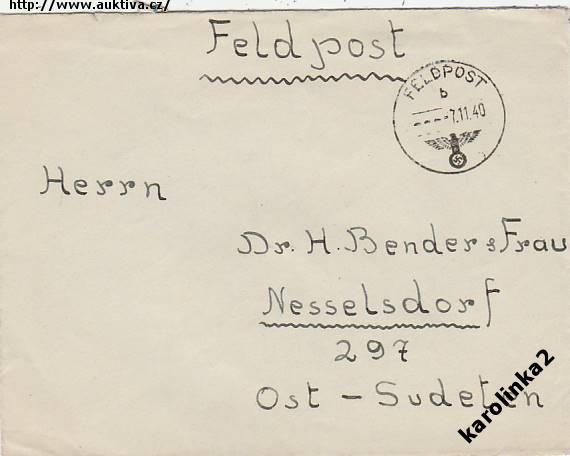 http://www.auktiva.cz/
Feldpost
FELDPOST
b
-7.11.40
Herrn
Dr. H. Benders Frau
Nesselsdorf
297
Ost - Sudeten
karolinka2